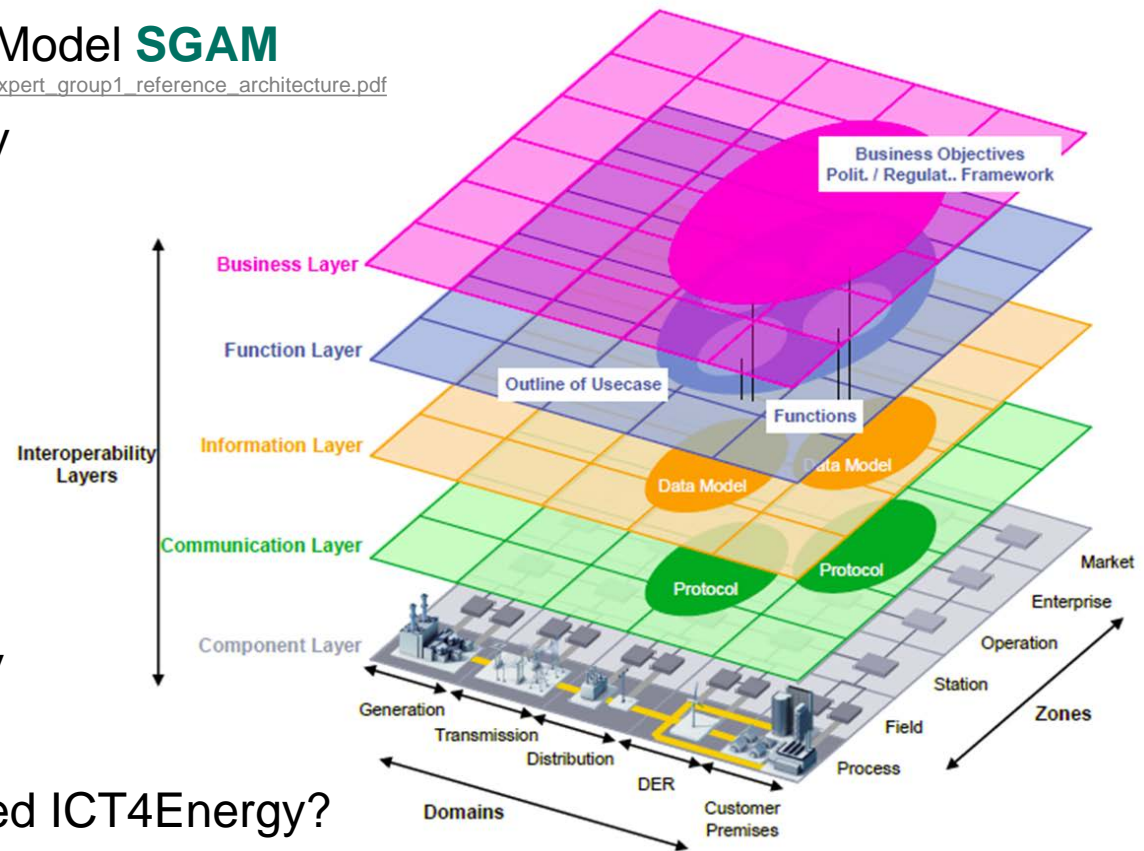 Model SGAM
xpert_group1_reference_architecture.pdf
y
Business Objectives
Polit. / Regulat.. Framework
Business Layer
Function Layer
Outline of Usecase
Functions
Interoperability
Layers
Information Layer
Data Model
Data Model
Communication Layer
Protocol
Protocol
Market
Enterprise
Component Layer
Operation
Station
Generation
Field
Zones
Transmission
Process
Distribution
DER
Customer
Premises
Domains
y
ed ICT4Energy?